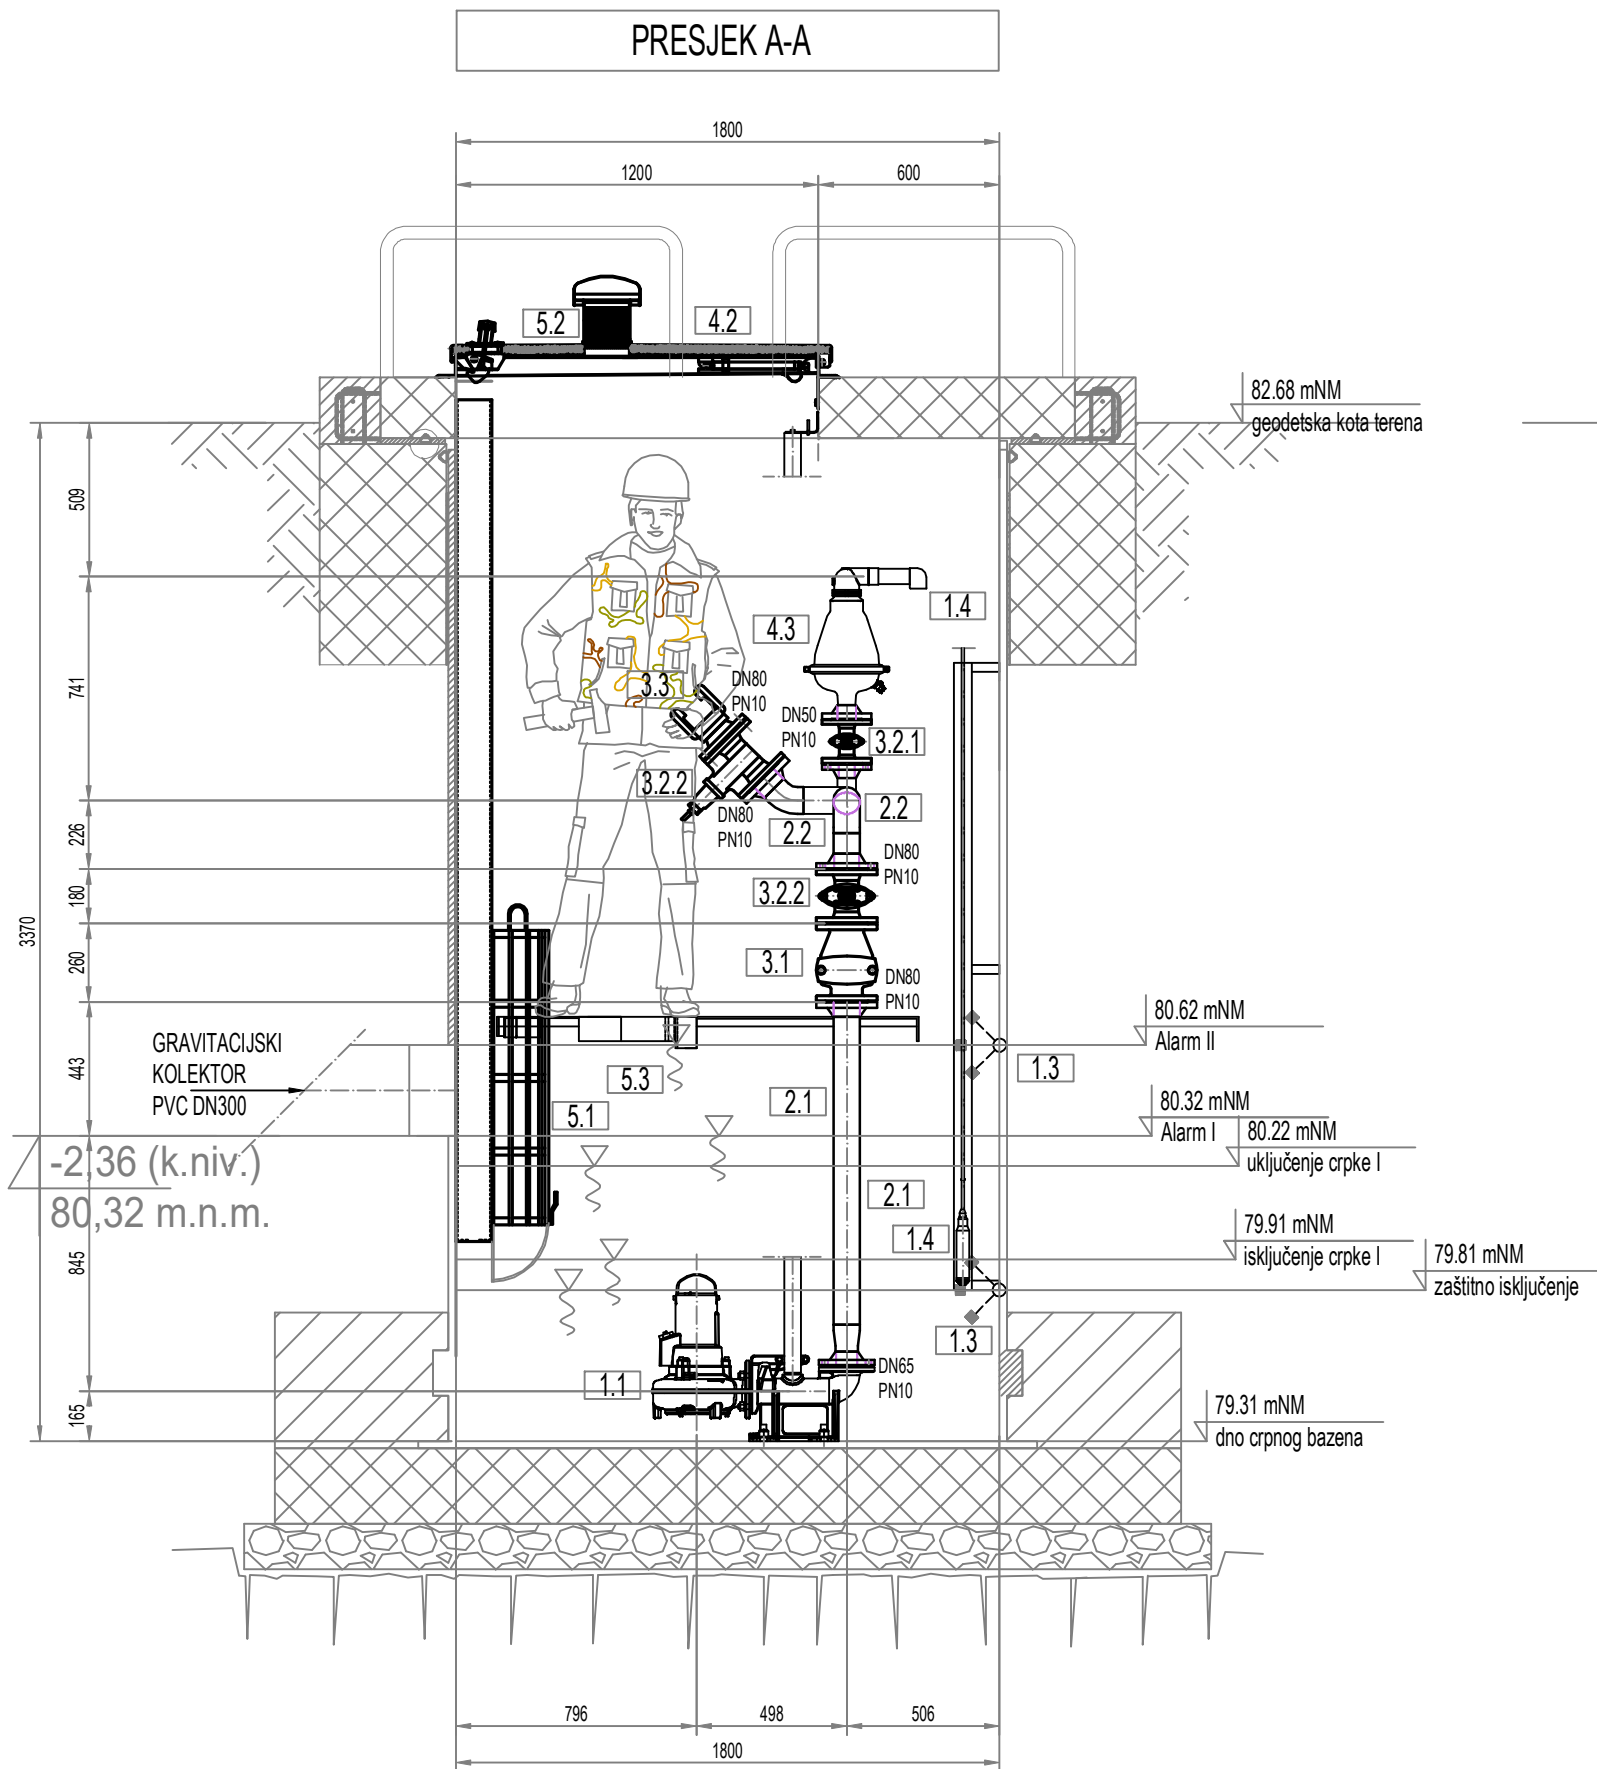 PRESJEK A-A
1800
1200
600
5.2
4.2
82.68 mNM
geodetska kota terena
509
741
226
180
260
443
845
165
3370
1.4
4.3
3.3
DN80
PN10
DN50
PN10
3.2.1
3.2.2
2.2
DN80
PN10
2.2
DN80
PN10
3.2.2
3.1
DN80
PN10
80.62 mNM
Alarm II
GRAVITACIJSKI
KOLEKTOR
PVC DN300
1.3
5.3
5.1
2.1
80.32 mNM
Alarm I
80.22 mNM
uključenje crpke I
-2,36 (k.niv.)
80,32 m.n.m.
2.1
1.4
79.91 mNM
isključenje crpke I
79.81 mNM
zaštitno isključenje
1.3
1.1
DN65
PN10
79.31 mNM
dno crpnog bazena
796
498
506
1800